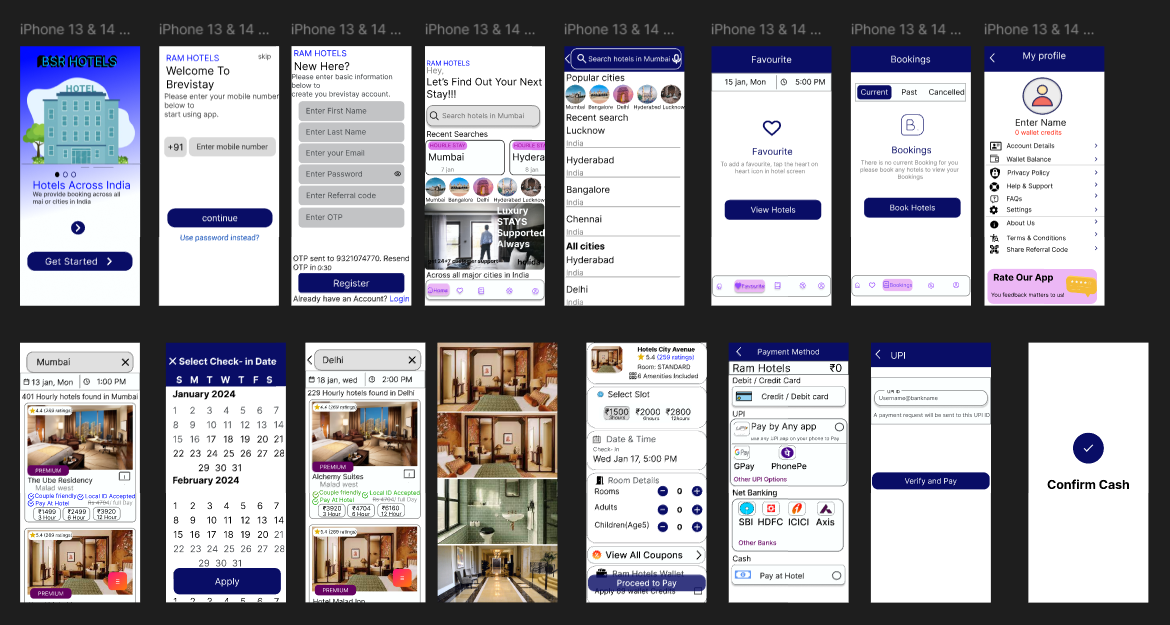 iPhone 13 & 14 ...
iPhone 13 & 14 ...
iPhone 13 & 14 ...
iPhone 13 & 14 ...
iPhone 13 & 14 ...
iPhone 13 & 14 ...
iPhone 13 & 14 ...
iPhone 13 & 14 ...
BSR HOTELS
HOTEL
Hotels Across India
We provide booking across all
mai or cities in India
Get Started
RAM HOTELS
skip
Welcome To
Brevistay
Please enter your mobile number
below to
start using app.
+91
Enter mobile number
continue
Use password instead?
RAM HOTELS
New Here?
Please enter basic information
below to
create you brevistay account.
Enter First Name
Enter Last Name
Enter your Email
Enter Password
Enter Referral code
Enter OTP
OTP sent to 9321074770. Resend
OTP in 0:30
Register
Already have an Account? Login
RAM HOTELS
Hey,
Let's Find Out Your Next
Stay!!!
Search hotels in Mumbai
Recent Searches
HOURLE STAY
Mumbai
7 jan
HOURLE STAY
Hydera
8 jan
Mumbai Bangalore Delhi Hyderabad Lucknow
Luxury
STAYS
Supported
Always
get 24*7 customer support
holida
Across all major cities in India
Home
Search hotels in Mumbai
Popular cities
Mumbai Bangalore Delhi Hyderabad Lucknow
Recent search
Lucknow
India
Hyderabad
India
Bangalore
India
Chennai
India
All cities
Hyderabad
India
Delhi
India
Favourite
15 jan, Mon
5:00 PM
Favourite
To add a favourite, tap the heart on
heart icon in hotel screen
View Hotels
Favourite
Bookings
Current
Past
Cancelled
B.
Bookings
There is no current Booking for you
please book any hotels to view your
Bookings
Book Hotels
Bookings
My profile
Enter Name
0 wallet credits
Account Details
Wallet Balance
Privacy Policy
Help & Support
FAQs
Settings
About Us
Terms & Conditions
Share Referral Code
Rate Our App
You feedback matters to us!
Mumbai
13 jan, Mon
1:00 PM
401 Hourly hotels found in Mumbai
4.4 (269 ratings)
PREMIUM
The Uba Residency
Malad west
Couple friendly
Local ID Accepted
Pay At Hotel
Rs 4704/ full Day
₹1499
3 Hour
₹2499
6 Hour
₹3920
12 Hour
5.4 (269 ratings)
PREMIUM
Select Check- in Date
S M T W T F S
January 2024
1 2 3 4 5 6 7
8 9 10 11 12 13 14
15 16 17 18 19 20 21
22 23 24 25 26 27 28
29 30 31
February 2024
1 2 3 4 5 6 7
8 9 10 11 12 13 14
15 16 17 18 19 20 21
22 23 24 25 26 27 28
29 30 31
Apply
Delhi
18 jan, wed
2:00 PM
229 Hourly hotels found in Delhi
4.4 (269 ratings)
PREMIUM
Alchemy Suites
Malad west
Couple friendly
Local ID Accepted
Pay At Hotel
Rs 4704/ full Day
₹3920
3 Hour
₹4704
6 Hour
₹6160
12 Hour
5.4 (269 ratings)
PREMIUM
Hotel Malad Inn
Hotels City Avenue
5.4 (259 ratings)
Room: STANDARD
6 Amenities Included
Select Slot
₹1500
3hours
₹2000
6hours
₹2800
12hours
Date & Time
Check- in
Wed Jan 17, 5:00 PM
Room Details
Rooms
0
Adults
0
Children(Age5)
0
View All Coupons
Ram Hotels Wallet
Proceed to Pay
Apply 89 Wallet Credits
Payment Method
Ram Hotels
₹0
Debit / Credit Card
Credit / Debit card
UPI
Pay by Any app
use any UPI app on your phone to Pay
GPay
PhonePe
Other UPI Options
Net Banking
SBI HDFC ICICI Axis
Other Banks
Cash
Pay at Hotel
UPI
UPI ID
Username@bankname
A payment request will be sent to this UPI ID
Verify and Pay
Confirm Cash